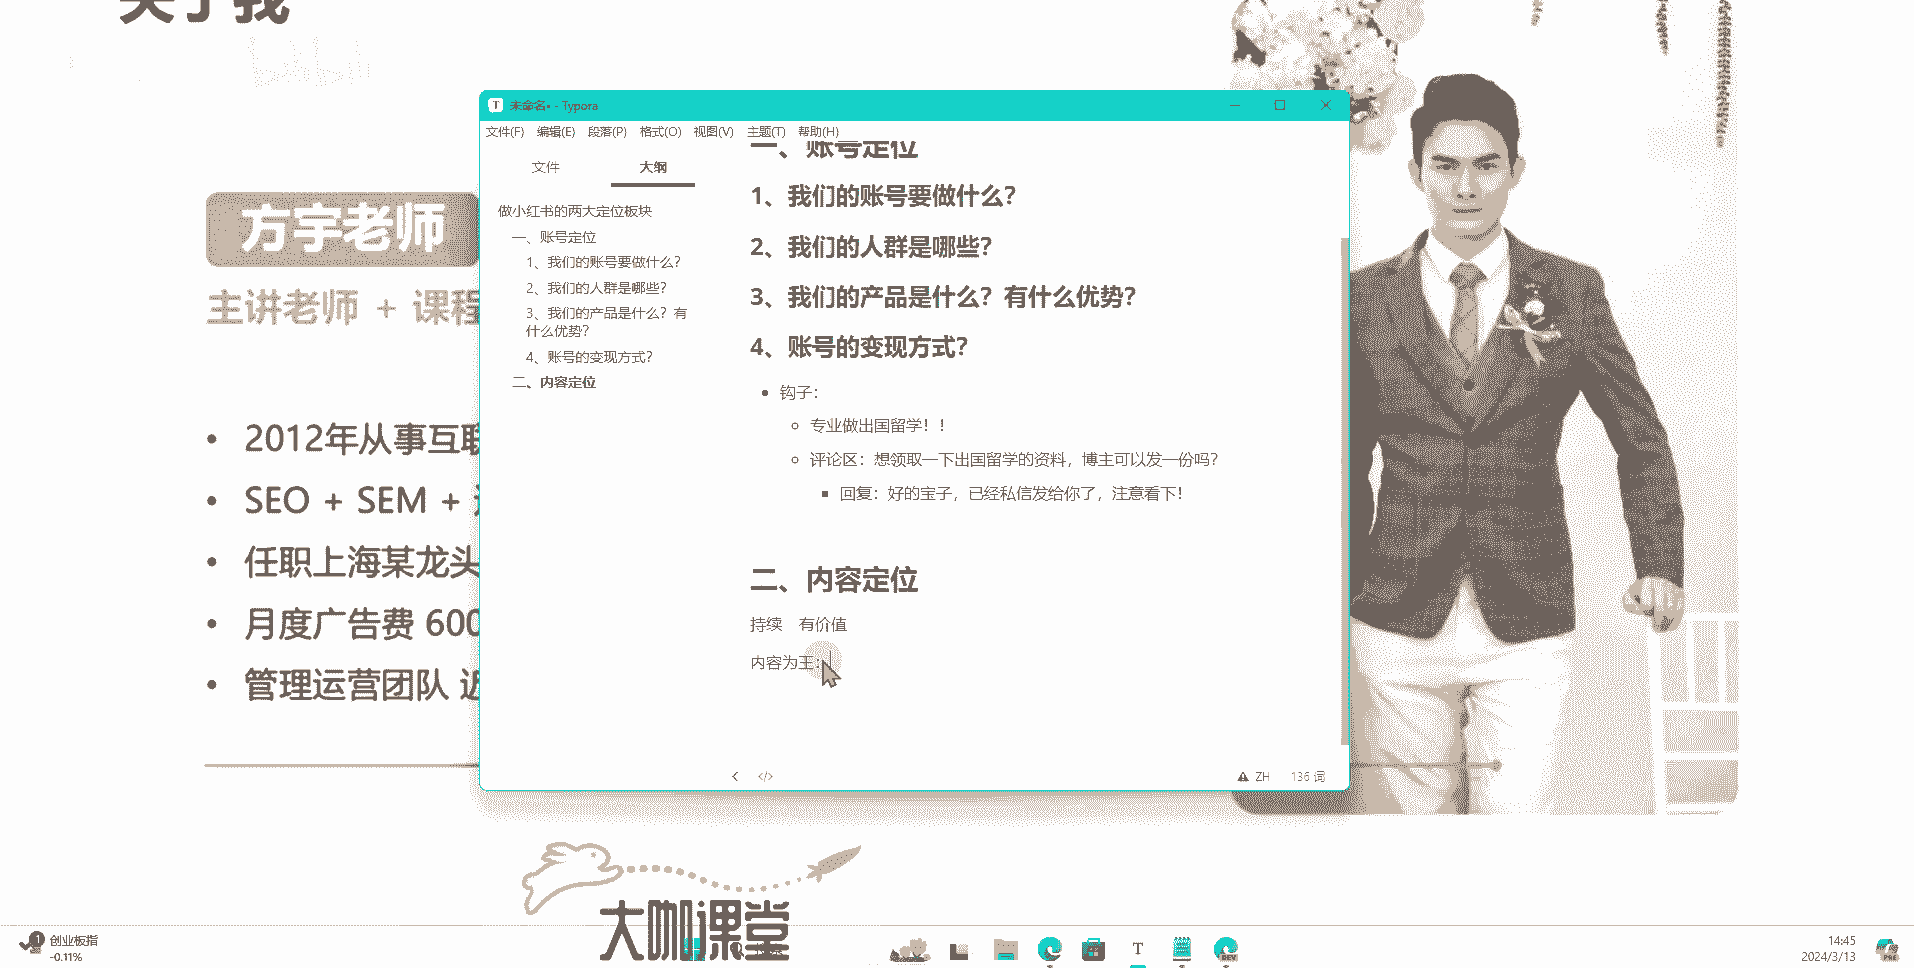 关于我
bilibili
方宇老师
主讲老师 + 课程
2012年从事互联
SEO + SEM +
任职上海某龙头
月度广告费 600
管理运营团队 近
未命名• - Typora
文件(F) 编辑(E) 段落(P) 格式(O) 视图(V) 主题(T) 帮助(H)
文件 大纲
做小红书的两大定位板块
一、账号定位
1、我们的账号要做什么？
2、我们的人群是哪些？
3、我们的产品是什么？有
什么优势？
4、账号的变现方式？
二、内容定位
一、账号定位
1、我们的账号要做什么？
2、我们的人群是哪些？
3、我们的产品是什么？有什么优势？
4、账号的变现方式？
钩子：
专业做出国留学！！
评论区：想领取一下出国留学的资料，博主可以发一份吗？
回复：好的宝子，已经私信发给你了，注意看下！
二、内容定位
持续 有价值
内容为王：
ZH 136 词
大咖课堂
1
创业板指
-0.11%
T
DEV
14:45
2024/3/13
PRE